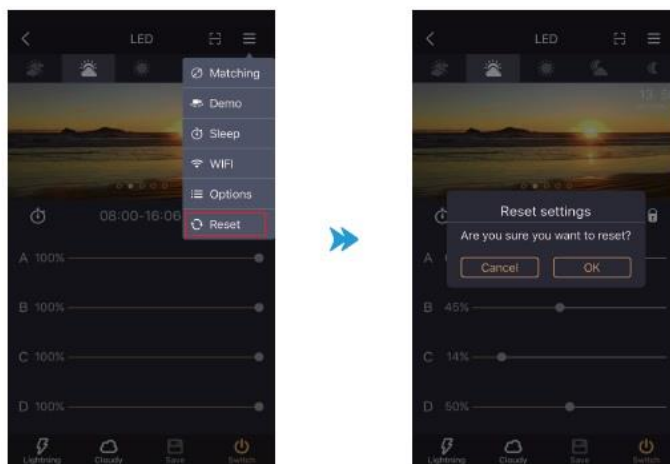 LED
Matching
Demo
Sleep
WIFI
Options
Reset
08:00-16:06
A 100%
B 100%
C 100%
D 100%
Lightning Cloudy Save Switch
LED
Reset settings
Are you sure you want to reset?
Cancel OK
A
B 45%
C 14%
D 50%
Lightning Cloudy Save Switch